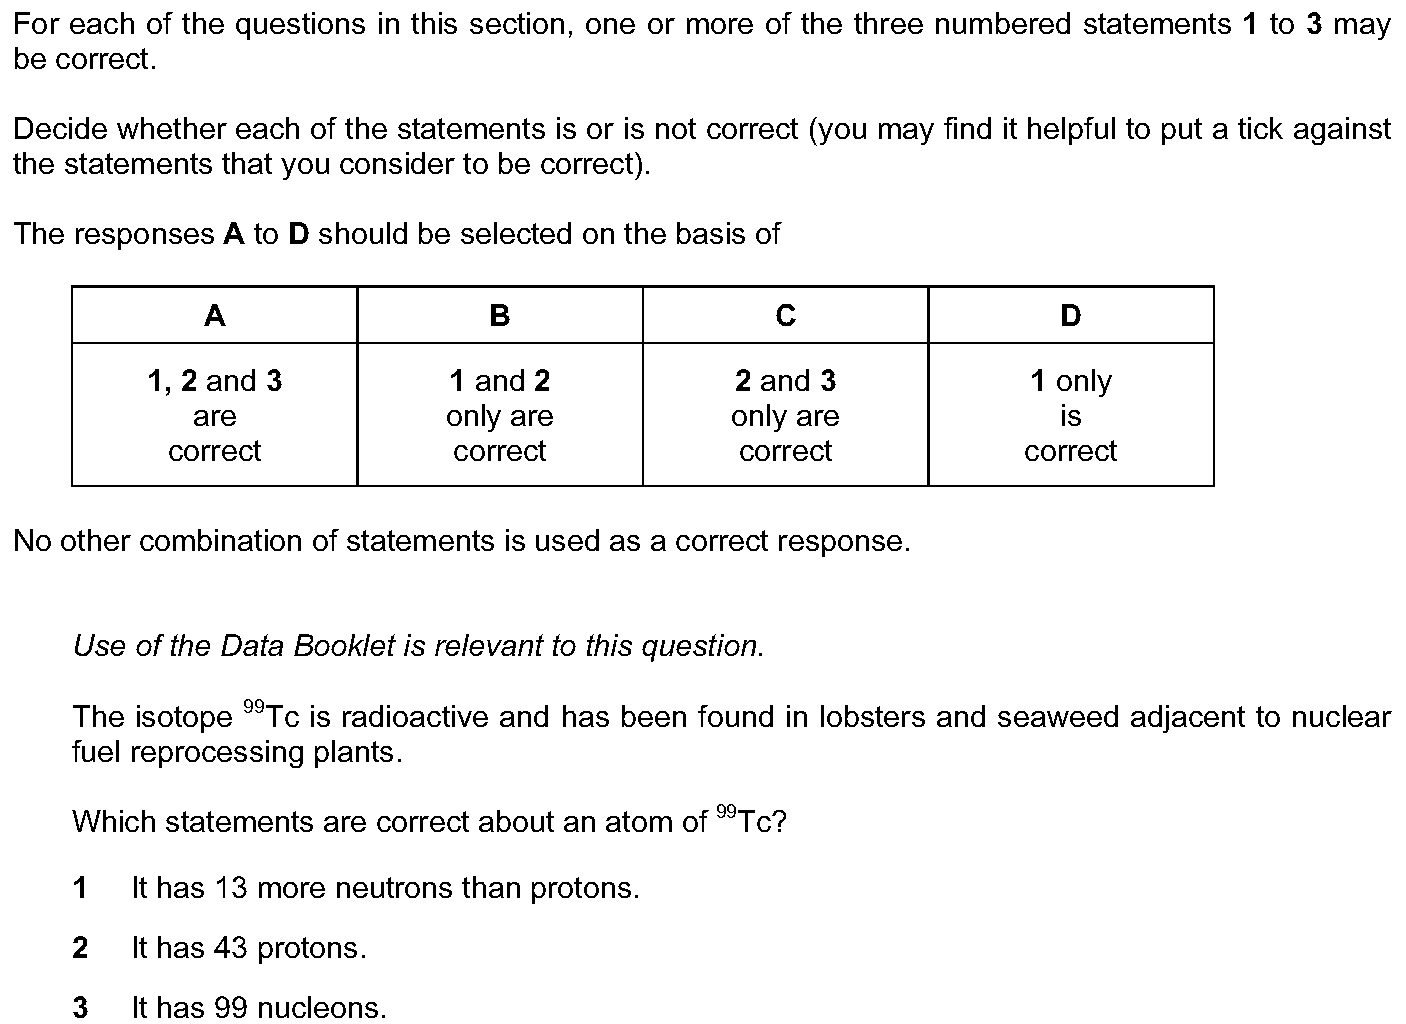 For each of the questions in this section, one or more of the three numbered statements 1 to 3 may
be correct.
Decide whether each of the statements is or is not correct (you may find it helpful to put a tick against
the statements that you consider to be correct).
The responses A to D should be selected on the basis of
A B C D
1, 2 and 3 1 and 2 2 and 3 1 only
are only are only are is
correct correct correct correct
No other combination of statements is used as a correct response.
Use of the Data Booklet is relevant to this question.
The isotope ⁹⁹Tc is radioactive and has been found in lobsters and seaweed adjacent to nuclear
fuel reprocessing plants.
Which statements are correct about an atom of ⁹⁹Tc?
1 It has 13 more neutrons than protons.
2 It has 43 protons.
3 It has 99 nucleons.